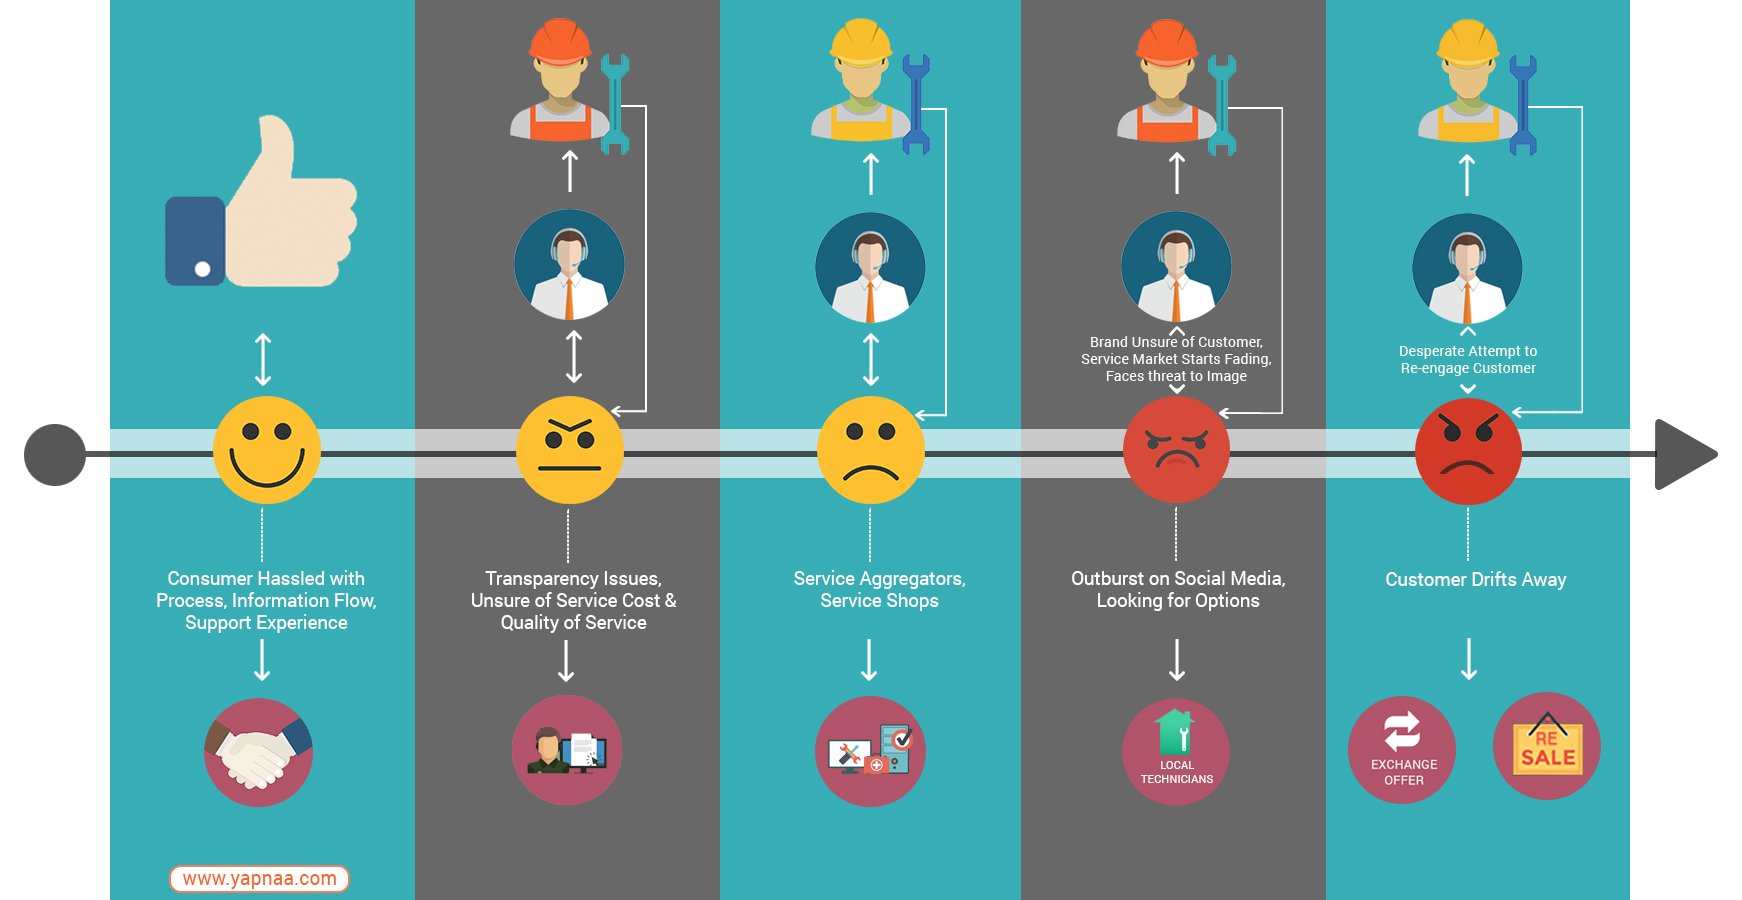 Brand Unsure of Customer,
Service Market Starts Fading,
Faces threat to Image
Desperate Attempt to
Re-engage Customer
Consumer Hassled with
Process, Information Flow,
Support Experience
Transparency Issues,
Unsure of Service Cost &
Quality of Service
Service Aggregators,
Service Shops
Outburst on Social Media,
Looking for Options
Customer Drifts Away
LOCAL
TECHNICIANS
EXCHANGE
OFFER
RE
SALE
www.yapnaa.com